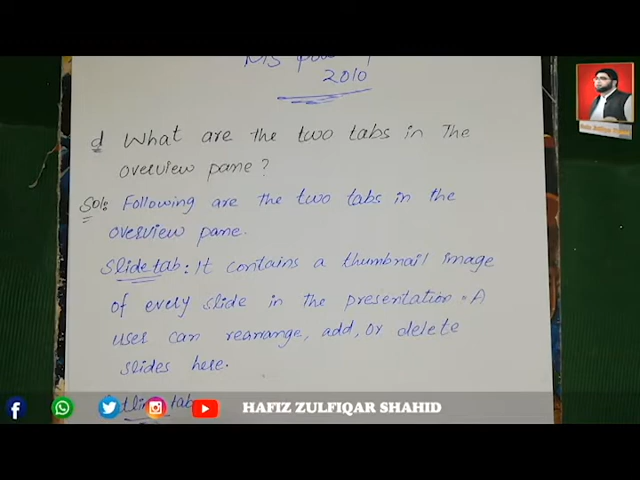 MS
2010
d What are the two tabs in The
overview pane?
Sol: Following are the two tabs in the
overview pane.
Slide tab: It contains a thumbnail image
of every slide in the presentation. A
user can rearrange, add, or delete
slides here.
tab
HAFIZ ZULFIQAR SHAHID